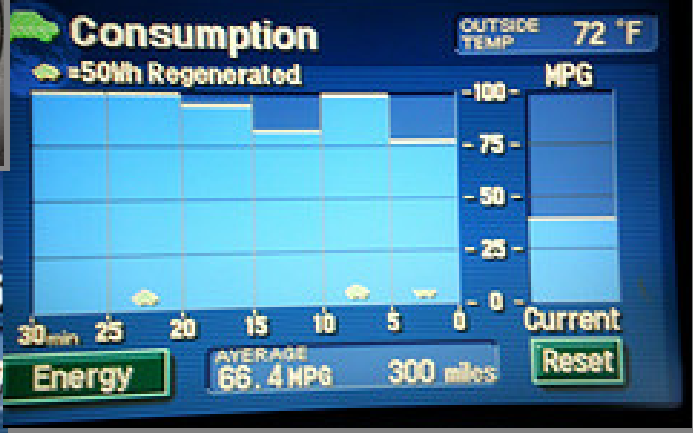 Consumption
OUTSIDE TEMP 72 °F
=50Wh Regenerated
MPG
-100-
- 75 -
- 50 -
- 25 -
- 0 -
30min 25 20 15 10 5 0
Current
Energy
AVERAGE
66.4 MPG 300 miles
Reset